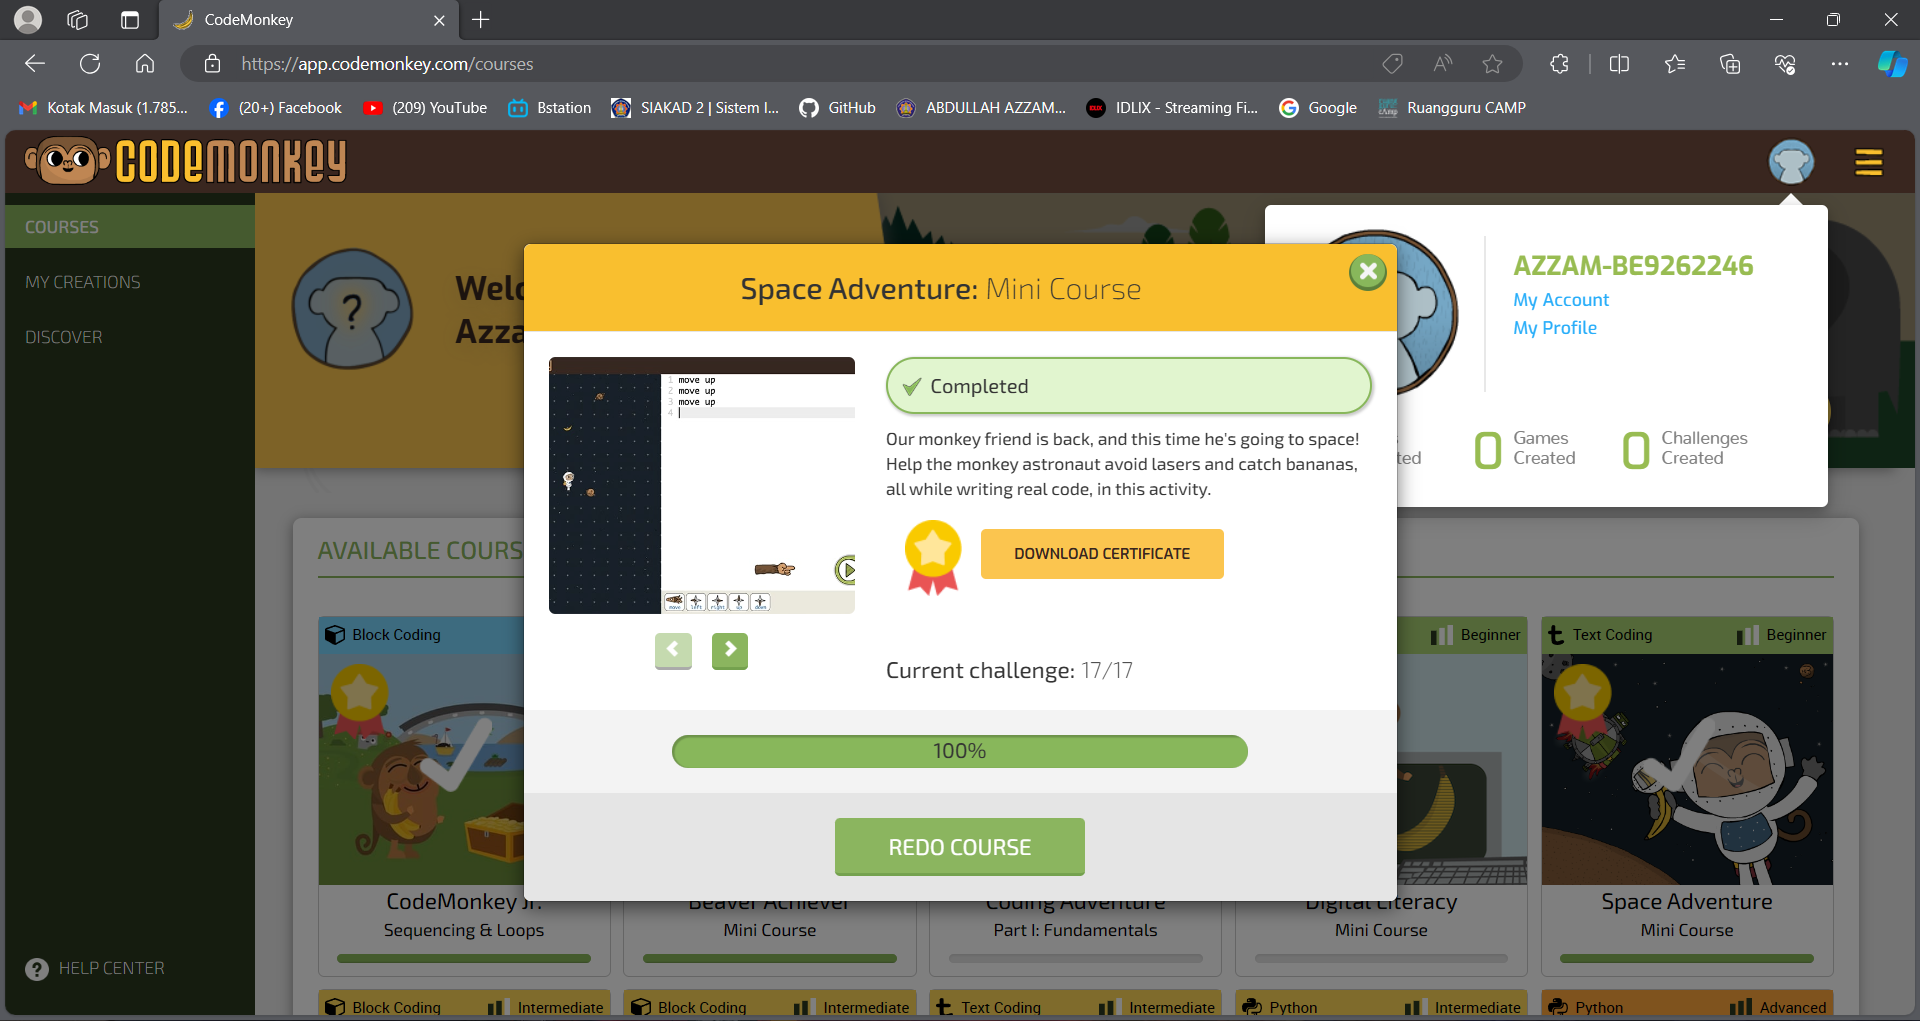 CodeMonkey
https://app.codemonkey.com/courses
Kotak Masuk (1.785...
(20+) Facebook
(209) YouTube
Bstation
SIAKAD 2 | Sistem I...
GitHub
ABDULLAH AZZAM...
IDLIX - Streaming Fi...
Google
Ruangguru CAMP
CODEMONKEY
COURSES
MY CREATIONS
DISCOVER
HELP CENTER
AZZAM-BE9262246
My Account
My Profile
0 Games Created
0 Challenges Created
Space Adventure: Mini Course
1 move up
2 move up
3 move up
4
move left right up down
Completed
Our monkey friend is back, and this time he's going to space!
Help the monkey astronaut avoid lasers and catch bananas,
all while writing real code, in this activity.
DOWNLOAD CERTIFICATE
Current challenge: 17/17
100%
REDO COURSE
AVAILABLE COURS
Block Coding
Beginner
Text Coding
Beginner
CodeMonkey Jr.
Sequencing & Loops
Beaver Achiever
Mini Course
Coding Adventure
Part I: Fundamentals
Digital Literacy
Mini Course
Space Adventure
Mini Course
Block Coding
Intermediate
Block Coding
Intermediate
Text Coding
Intermediate
Python
Intermediate
Python
Advanced